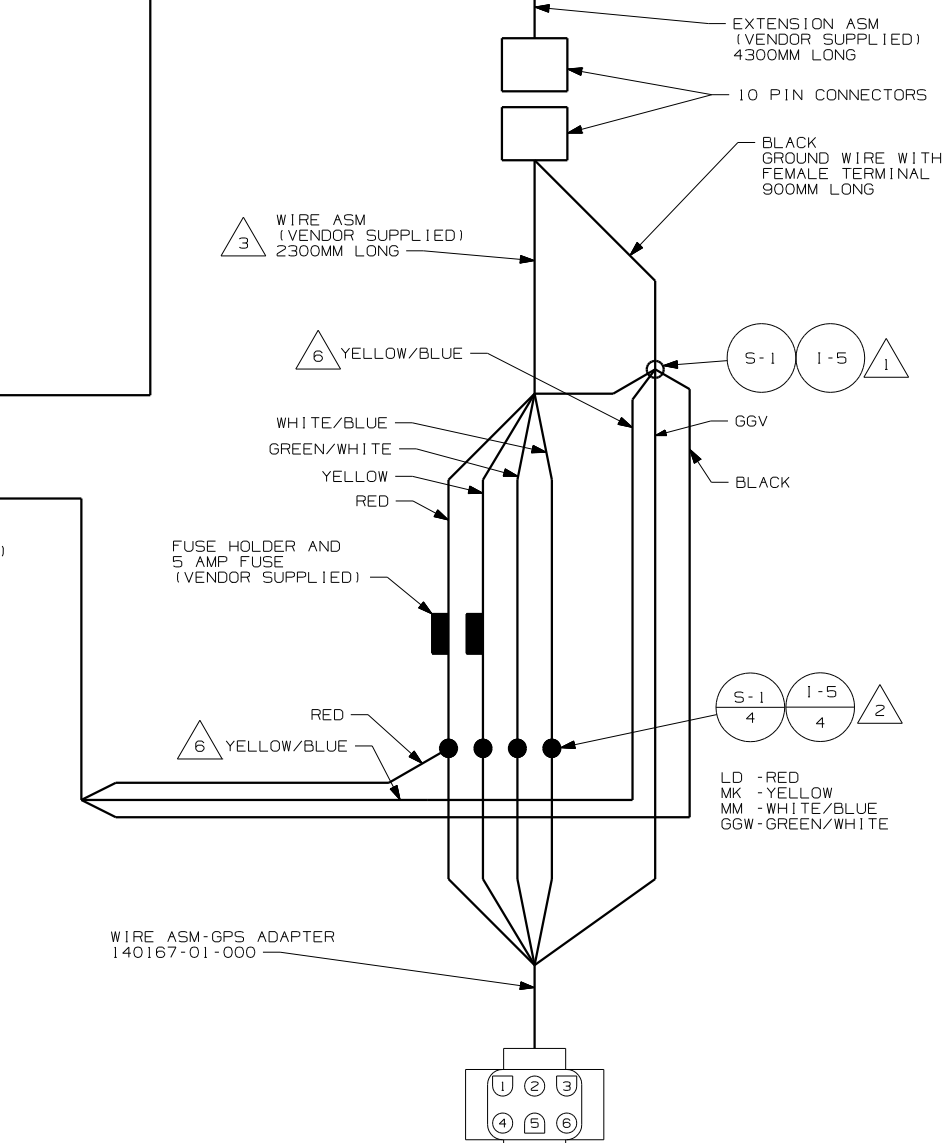 EXTENSION ASM
(VENDOR SUPPLIED)
4300MM LONG
10 PIN CONNECTORS
BLACK
GROUND WIRE WITH
FEMALE TERMINAL
900MM LONG
3
WIRE ASM
(VENDOR SUPPLIED)
2300MM LONG
6 YELLOW/BLUE
S-1 I-5 1
WHITE/BLUE
GREEN/WHITE
YELLOW
RED
GGV
BLACK
)
FUSE HOLDER AND
5 AMP FUSE
(VENDOR SUPPLIED)
S-1 I-5
4 4
2
RED
6 YELLOW/BLUE
LD -RED
MK -YELLOW
MM -WHITE/BLUE
GGW-GREEN/WHITE
WIRE ASM-GPS ADAPTER
140167-01-000
1 2 3
4 5 6